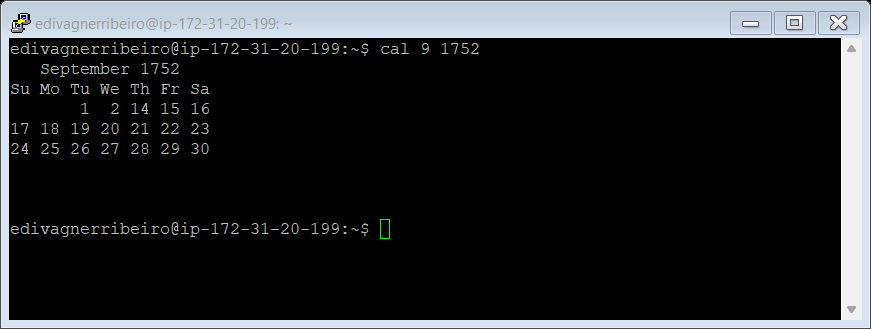 edivagnerribeiro@ip-172-31-20-199: ~
edivagnerribeiro@ip-172-31-20-199:~$ cal 9 1752
   September 1752
Su Mo Tu We Th Fr Sa
       1  2 14 15 16
17 18 19 20 21 22 23
24 25 26 27 28 29 30
edivagnerribeiro@ip-172-31-20-199:~$